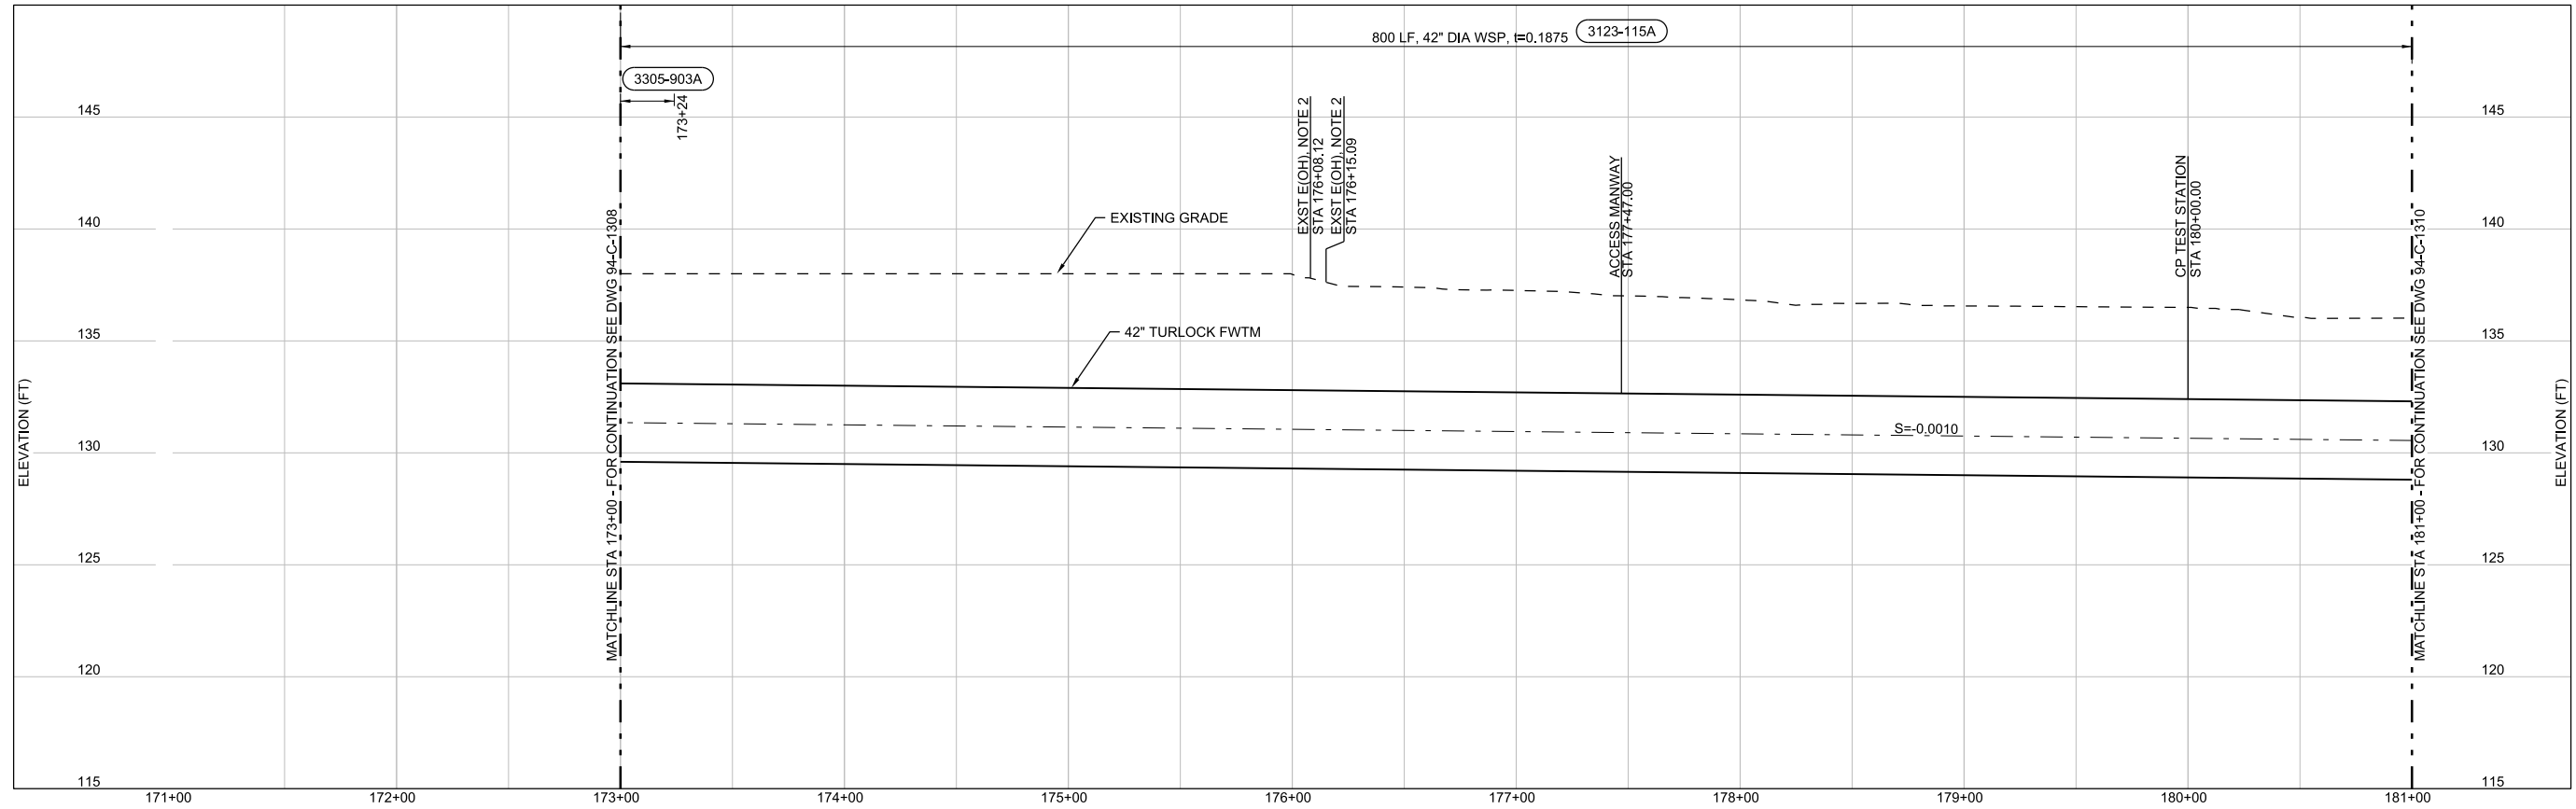 800 LF, 42" DIA WSP, t=0.1875
3123-115A
3305-903A
173+24
145
145
140
140
135
135
130
130
125
125
120
120
115
115
ELEVATION (FT)
ELEVATION (FT)
MATCHLINE STA 173+00 - FOR CONTINUATION SEE DWG 94-C-1308
EXISTING GRADE
42" TURLOCK FWTM
EXST E(OH), NOTE 2
STA 176+08.12
EXST E(OH), NOTE 2
STA 176+15.09
ACCESS MANWAY
STA 177+47.00
CP TEST STATION
STA 180+00.00
S=-0.0010
MATCHLINE STA 181+00 - FOR CONTINUATION SEE DWG 94-C-1310
171+00
172+00
173+00
174+00
175+00
176+00
177+00
178+00
179+00
180+00
181+00